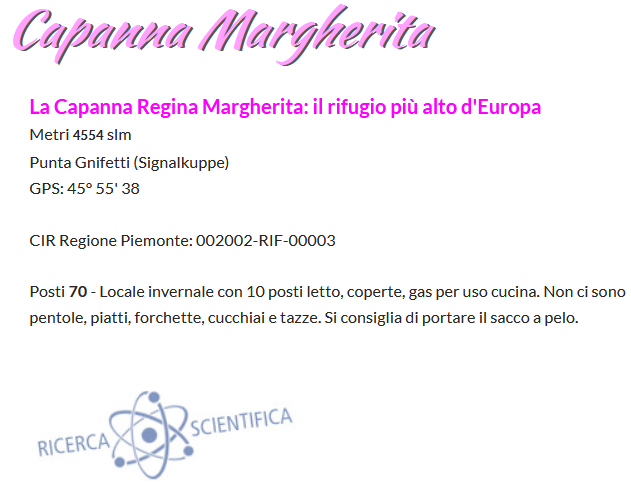 Capanna Margherita
La Capanna Regina Margherita: il rifugio più alto d'Europa
Metri 4554 slm
Punta Gnifetti (Signalkuppe)
GPS: 45° 55' 38
CIR Regione Piemonte: 002002-RIF-00003
Posti 70 - Locale invernale con 10 posti letto, coperte, gas per uso cucina. Non ci sono
pentole, piatti, forchette, cucchiai e tazze. Si consiglia di portare il sacco a pelo.
RICERCA SCIENTIFICA